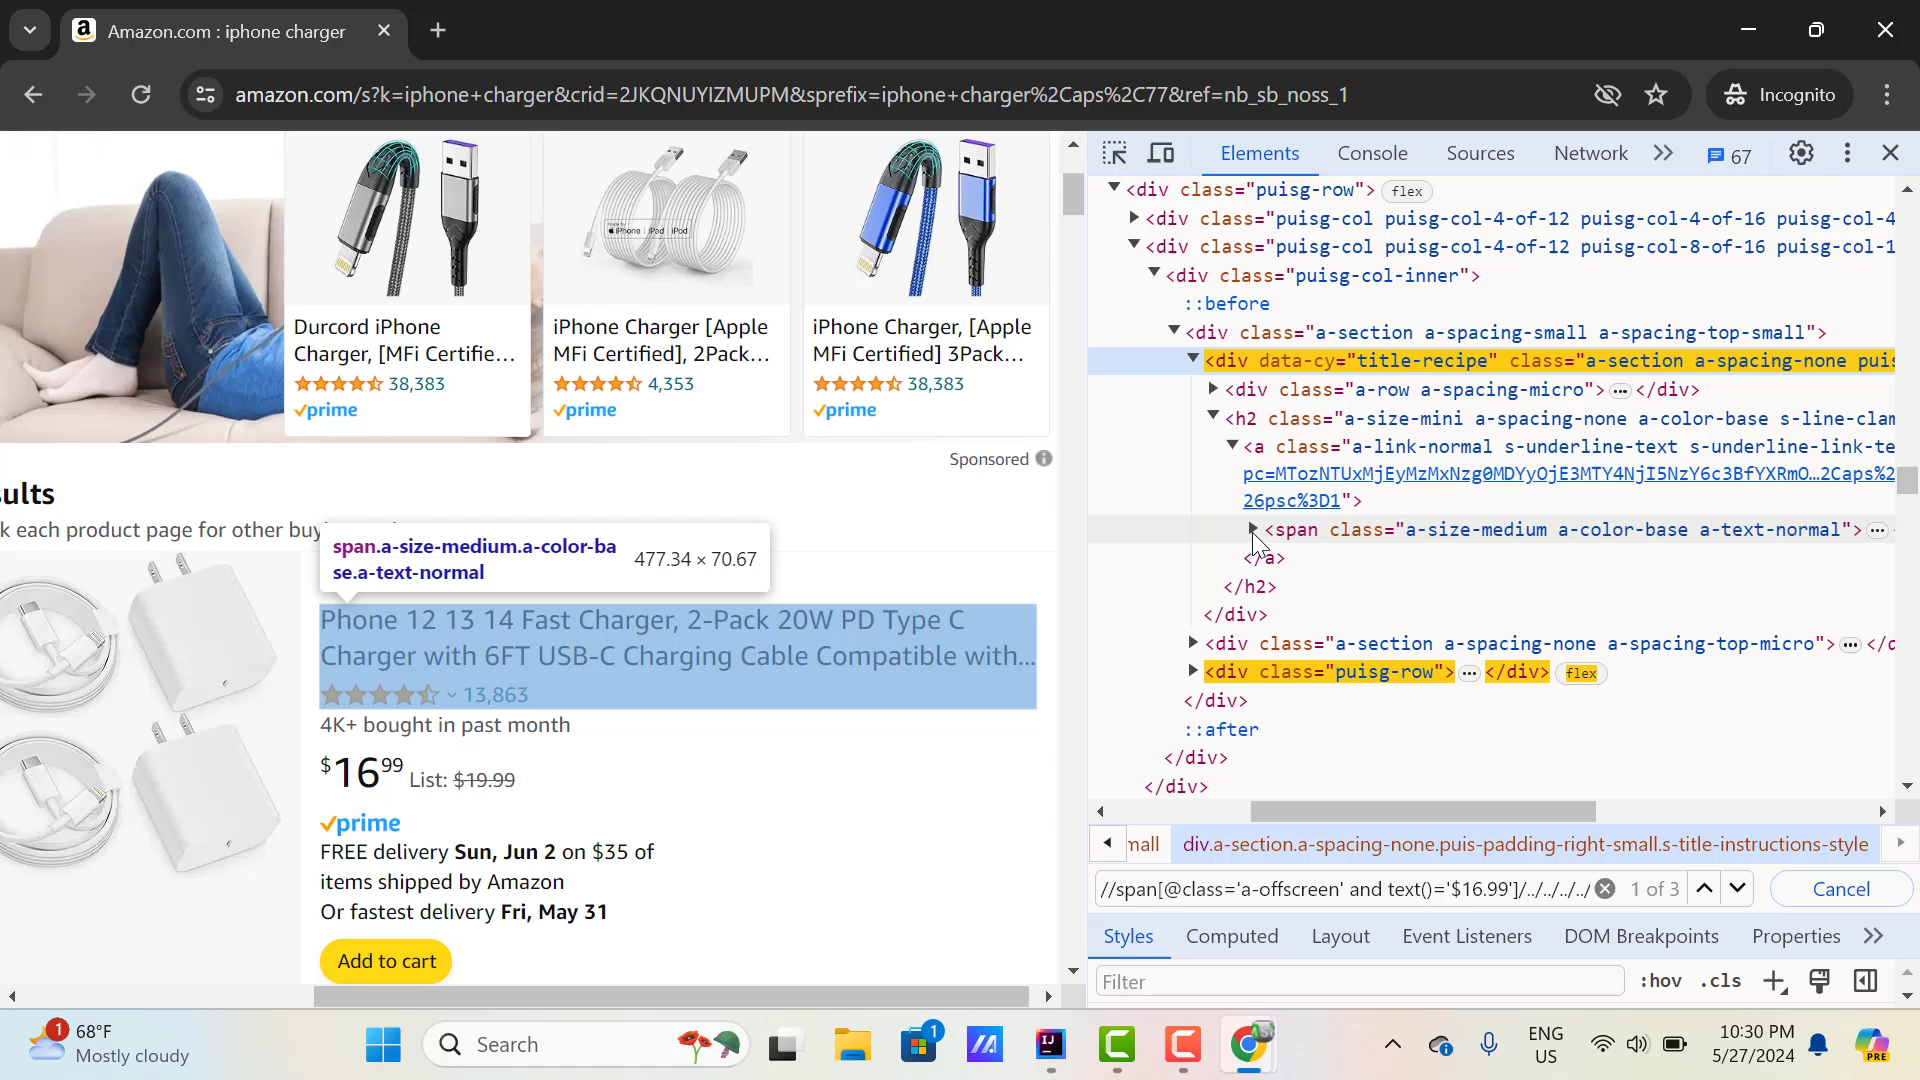 Amazon.com : iphone charger
amazon.com/s?k=iphone+charger&crid=2JKQNUYIZMUPM&sprefix=iphone+charger%2Caps%2C77&ref=nb_sb_noss_1
Incognito
Durcord iPhone
Charger, [MFi Certifie...
38,383
prime
iPhone Charger [Apple
MFi Certified], 2Pack...
4,353
prime
iPhone Charger, [Apple
MFi Certified] 3Pack...
38,383
prime
Sponsored
ults
k each product page for other buy
span.a-size-medium.a-color-ba
se.a-text-normal
477.34 × 70.67
Phone 12 13 14 Fast Charger, 2-Pack 20W PD Type C
Charger with 6FT USB-C Charging Cable Compatible with...
13,863
4K+ bought in past month
$16 99 List: $19.99
prime
FREE delivery Sun, Jun 2 on $35 of
items shipped by Amazon
Or fastest delivery Fri, May 31
Add to cart
Elements Console Sources Network 67
<div class="puisg-row"> flex
<div class="puisg-col puisg-col-4-of-12 puisg-col-4-of-16 puisg-col-4
<div class="puisg-col puisg-col-4-of-12 puisg-col-8-of-16 puisg-col-1
<div class="puisg-col-inner">
::before
<div class="a-section a-spacing-small a-spacing-top-small">
<div data-cy="title-recipe" class="a-section a-spacing-none puis
<div class="a-row a-spacing-micro"> … </div>
<h2 class="a-size-mini a-spacing-none a-color-base s-line-clam
<a class="a-link-normal s-underline-text s-underline-link-te
pc=MTozNTUxMjEyMzMxNzg0MDYyOjE3MTY4NjI5NzY6c3BfYXRmO…2Caps%2
26psc%3D1">
<span class="a-size-medium a-color-base a-text-normal"> …
</a>
</h2>
</div>
<div class="a-section a-spacing-none a-spacing-top-micro"> … </d
<div class="puisg-row"> … </div> flex
</div>
::after
</div>
</div>
mall div.a-section.a-spacing-none.puis-padding-right-small.s-title-instructions-style
//span[@class='a-offscreen' and text()='$16.99']/../../../../ 1 of 3 Cancel
Styles Computed Layout Event Listeners DOM Breakpoints Properties
Filter :hov .cls
1 68°F
Mostly cloudy
Search
1
IJ
ENG
US
10:30 PM
5/27/2024
PRE